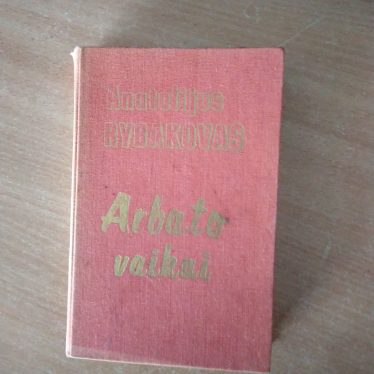 Anatolijus
RYBAKOVAS
Arbato
vaikai